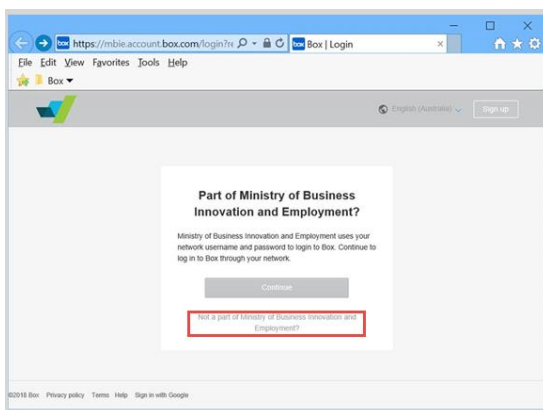 https://mbie.account.box.com/login?re
Box | Login
File Edit View Favorites Tools Help
Box
English (Australia)
Sign up
Part of Ministry of Business
Innovation and Employment?
Ministry of Business Innovation and Employment uses your
network username and password to login to Box. Continue to
log in to Box through your network.
Continue
Not a part of Ministry of Business Innovation and
Employment?
©2018 Box Privacy policy Terms Help Sign in with Google